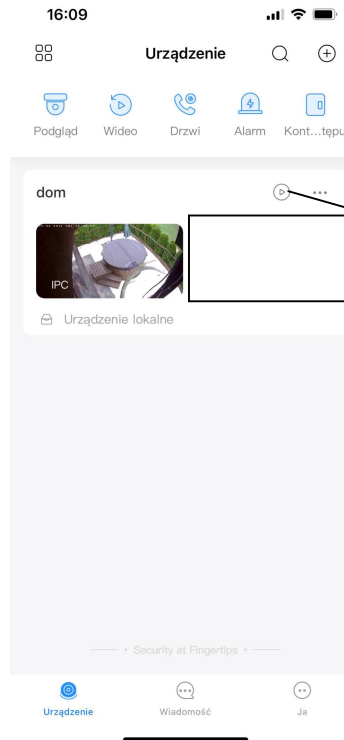 16:09
Urządzenie
Podgląd Wideo Drzwi Alarm Kont...tępu
dom
IPC
Urządzenie lokalne
• Security at Fingertips •
Urządzenie Wiadomość Ja